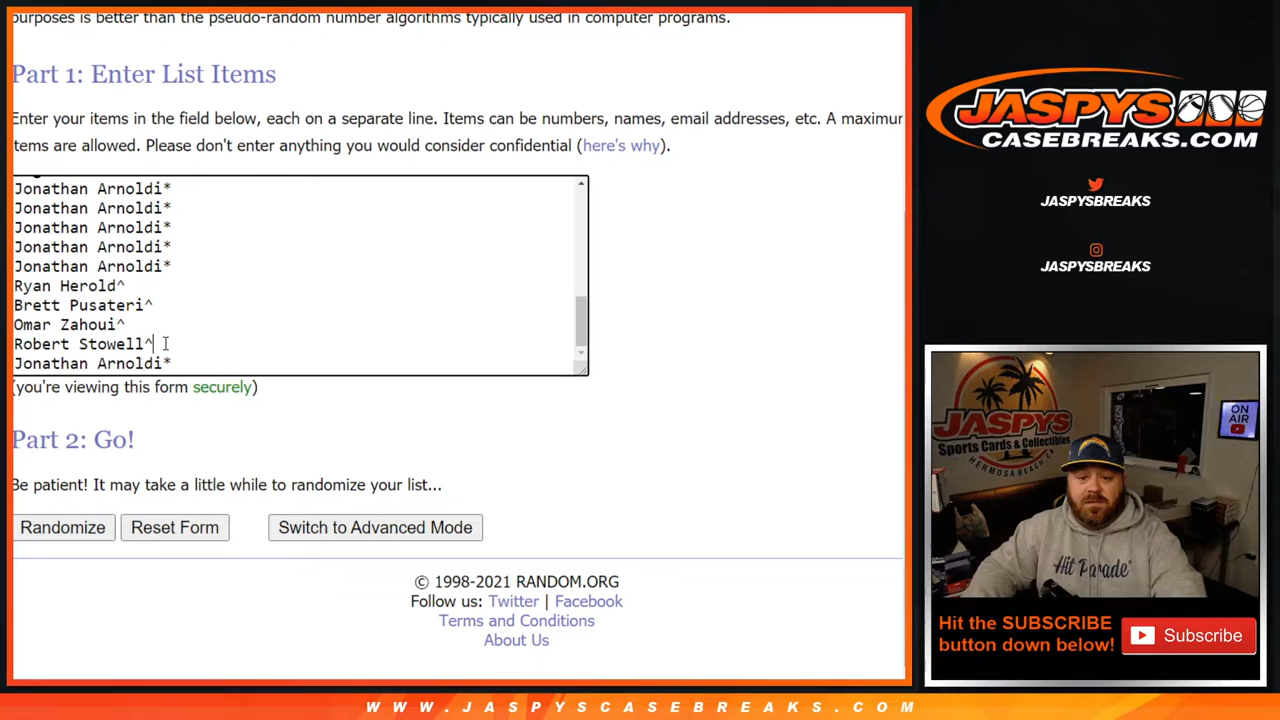 purposes is better than the pseudo-random number algorithms typically used in computer programs.
Part 1: Enter List Items
Enter your items in the field below, each on a separate line. Items can be numbers, names, email addresses, etc. A maximum
items are allowed. Please don't enter anything you would consider confidential (here's why).
Jonathan Arnoldi*
Jonathan Arnoldi*
Jonathan Arnoldi*
Jonathan Arnoldi*
Jonathan Arnoldi*
Ryan Herold^
Brett Pusateri^
Omar Zahoui^
Robert Stowell^
Jonathan Arnoldi*
(you're viewing this form securely)
Part 2: Go!
Be patient! It may take a little while to randomize your list...
Randomize Reset Form Switch to Advanced Mode
© 1998-2021 RANDOM.ORG
Follow us: Twitter | Facebook
Terms and Conditions
About Us
JASPYS
CASEBREAKS.COM
JASPYSBREAKS
JASPYSBREAKS
JASPYS
Sports Cards & Collectibles
HERMOSA BEACH, CA
ON
AIR
Hit Parade
Hit the SUBSCRIBE
button down below!
Subscribe
WWW.JASPYSCASEBREAKS.COM